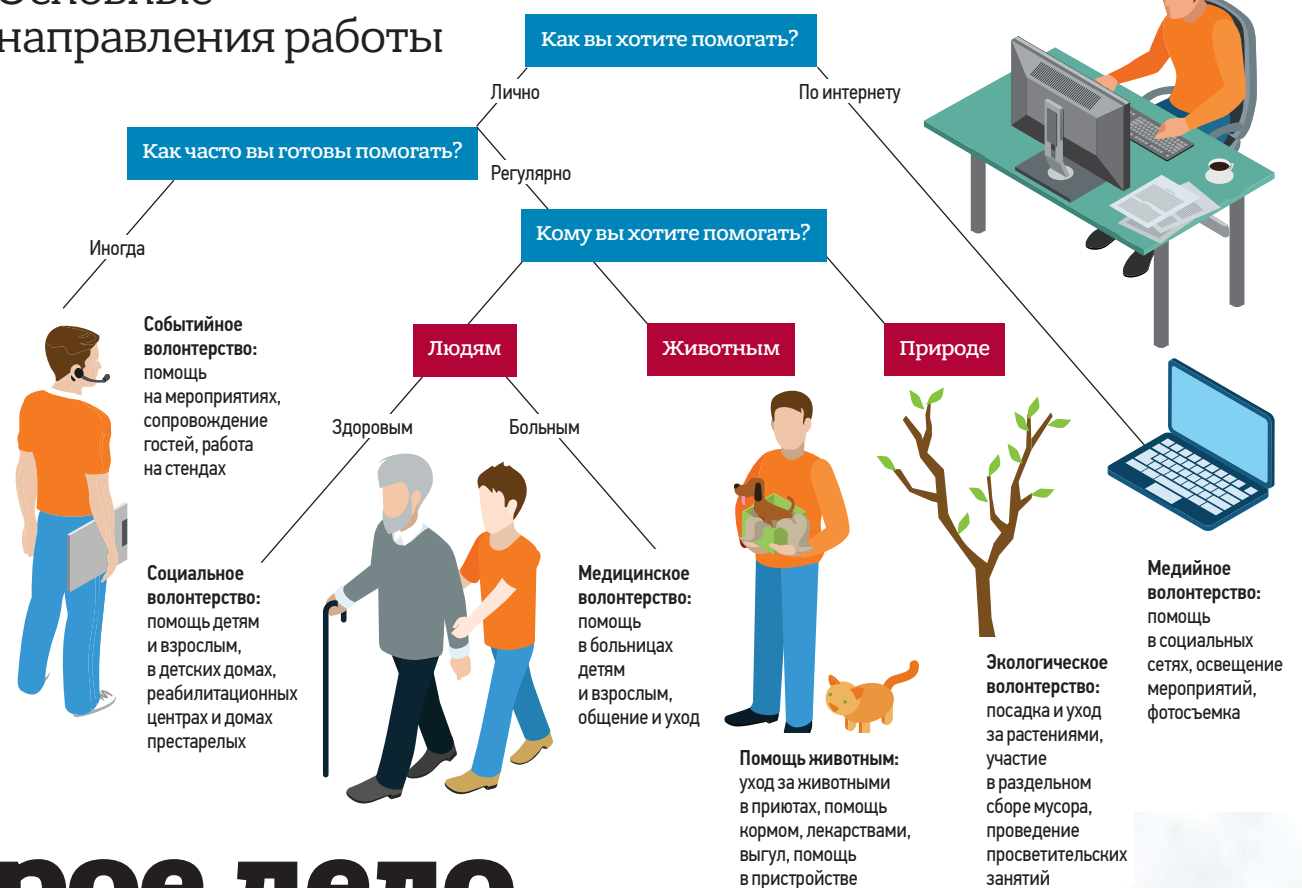 Основные
направления работы
Как вы хотите помогать?
Лично
По интернету
Как часто вы готовы помогать?
Регулярно
Иногда
Кому вы хотите помогать?
Людям
Животным
Природе
Здоровым
Больным
Событийное
волонтерство:
помощь
на мероприятиях,
сопровождение
гостей, работа
на стендах
Социальное
волонтерство:
помощь детям
и взрослым,
в детских домах,
реабилитационных
центрах и домах
престарелых
Медицинское
волонтерство:
помощь
в больницах
детям
и взрослым,
общение и уход
Помощь животным:
уход за животными
в приютах, помощь
кормом, лекарствами,
выгул, помощь
в пристройстве
Экологическое
волонтерство:
посадка и уход
за растениями,
участие
в раздельном
сборе мусора,
проведение
просветительских
занятий
Медийное
волонтерство:
помощь
в социальных
сетях, освещение
мероприятий,
фотосъемка
рое дело